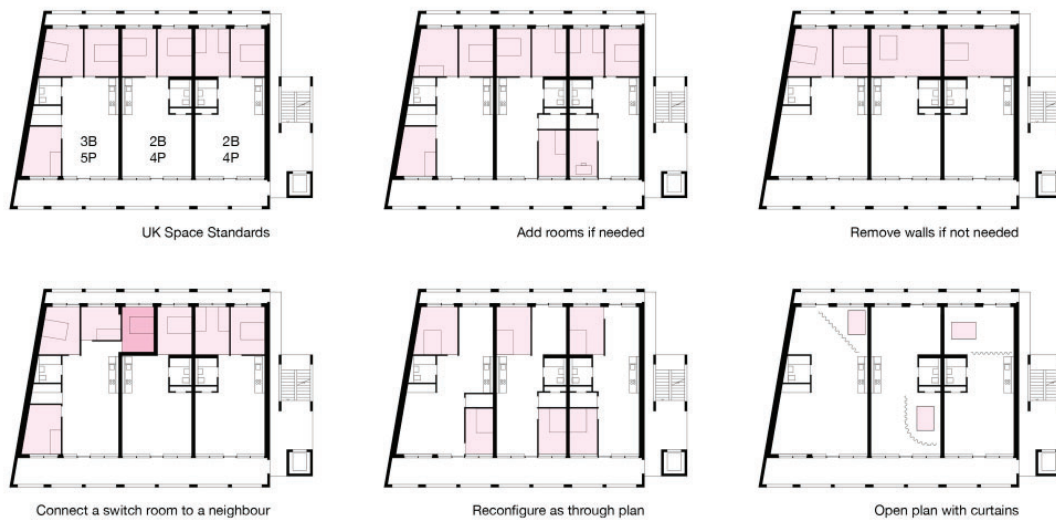 3B
5P
2B
4P
2B
4P
UK Space Standards
Add rooms if needed
Remove walls if not needed
Connect a switch room to a neighbour
Reconfigure as through plan
Open plan with curtains